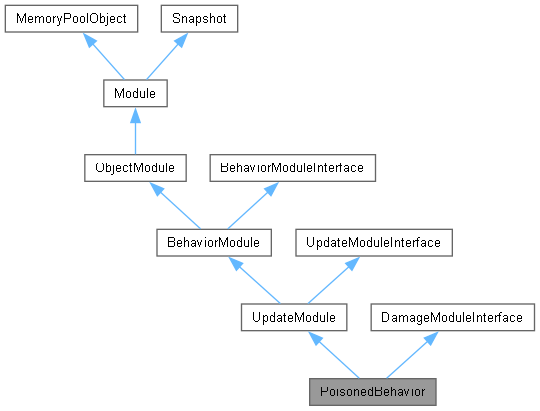 MemoryPoolObject
Snapshot
Module
ObjectModule
BehaviorModuleInterface
BehaviorModule
UpdateModuleInterface
UpdateModule
DamageModuleInterface
PoisonedBehavior